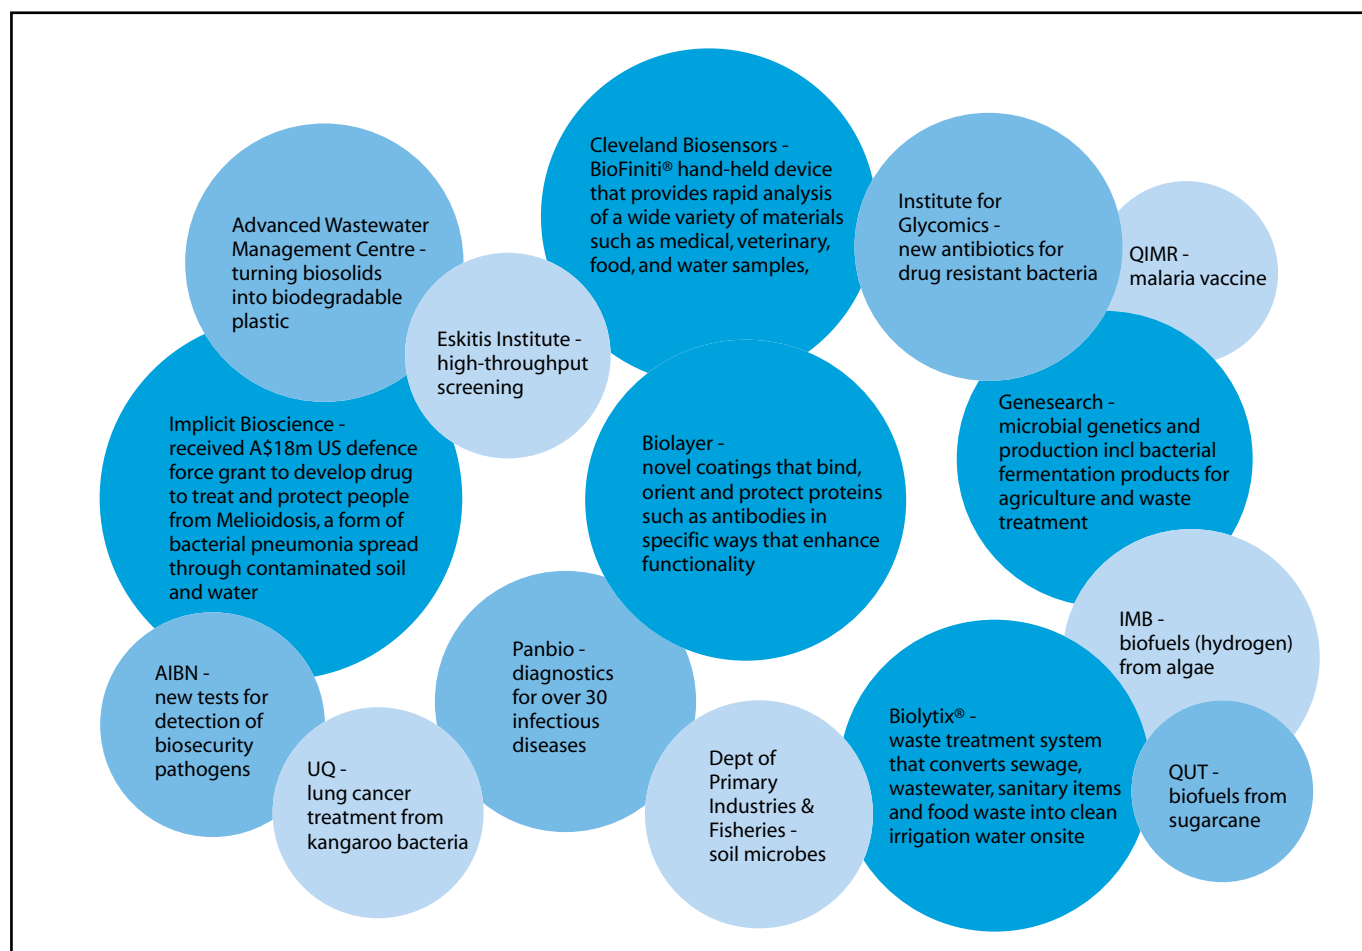 Cleveland Biosensors -
BioFiniti® hand-held device
that provides rapid analysis
of a wide variety of materials
such as medical, veterinary,
food, and water samples,
Advanced Wastewater
Management Centre -
turning biosolids
into biodegradable
plastic
Institute for
Glycomics -
new antibiotics for
drug resistant bacteria
QIMR -
malaria vaccine
Eskitis Institute -
high-throughput
screening
Implicit Bioscience -
received A$18m US defence
force grant to develop drug
to treat and protect people
from Melioidosis, a form of
bacterial pneumonia spread
through contaminated soil
and water
Biolayer -
novel coatings that bind,
orient and protect proteins
such as antibodies in
specific ways that enhance
functionality
Genesearch -
microbial genetics and
production incl bacterial
fermentation products for
agriculture and waste
treatment
IMB -
biofuels (hydrogen)
from algae
AIBN -
new tests for
detection of
biosecurity
pathogens
Panbio -
diagnostics
for over 30
infectious
diseases
UQ -
lung cancer
treatment from
kangaroo bacteria
Dept of
Primary
Industries &
Fisheries -
soil microbes
Biolytix® -
waste treatment system
that converts sewage,
wastewater, sanitary items
and food waste into clean
irrigation water onsite
QUT -
biofuels from
sugarcane